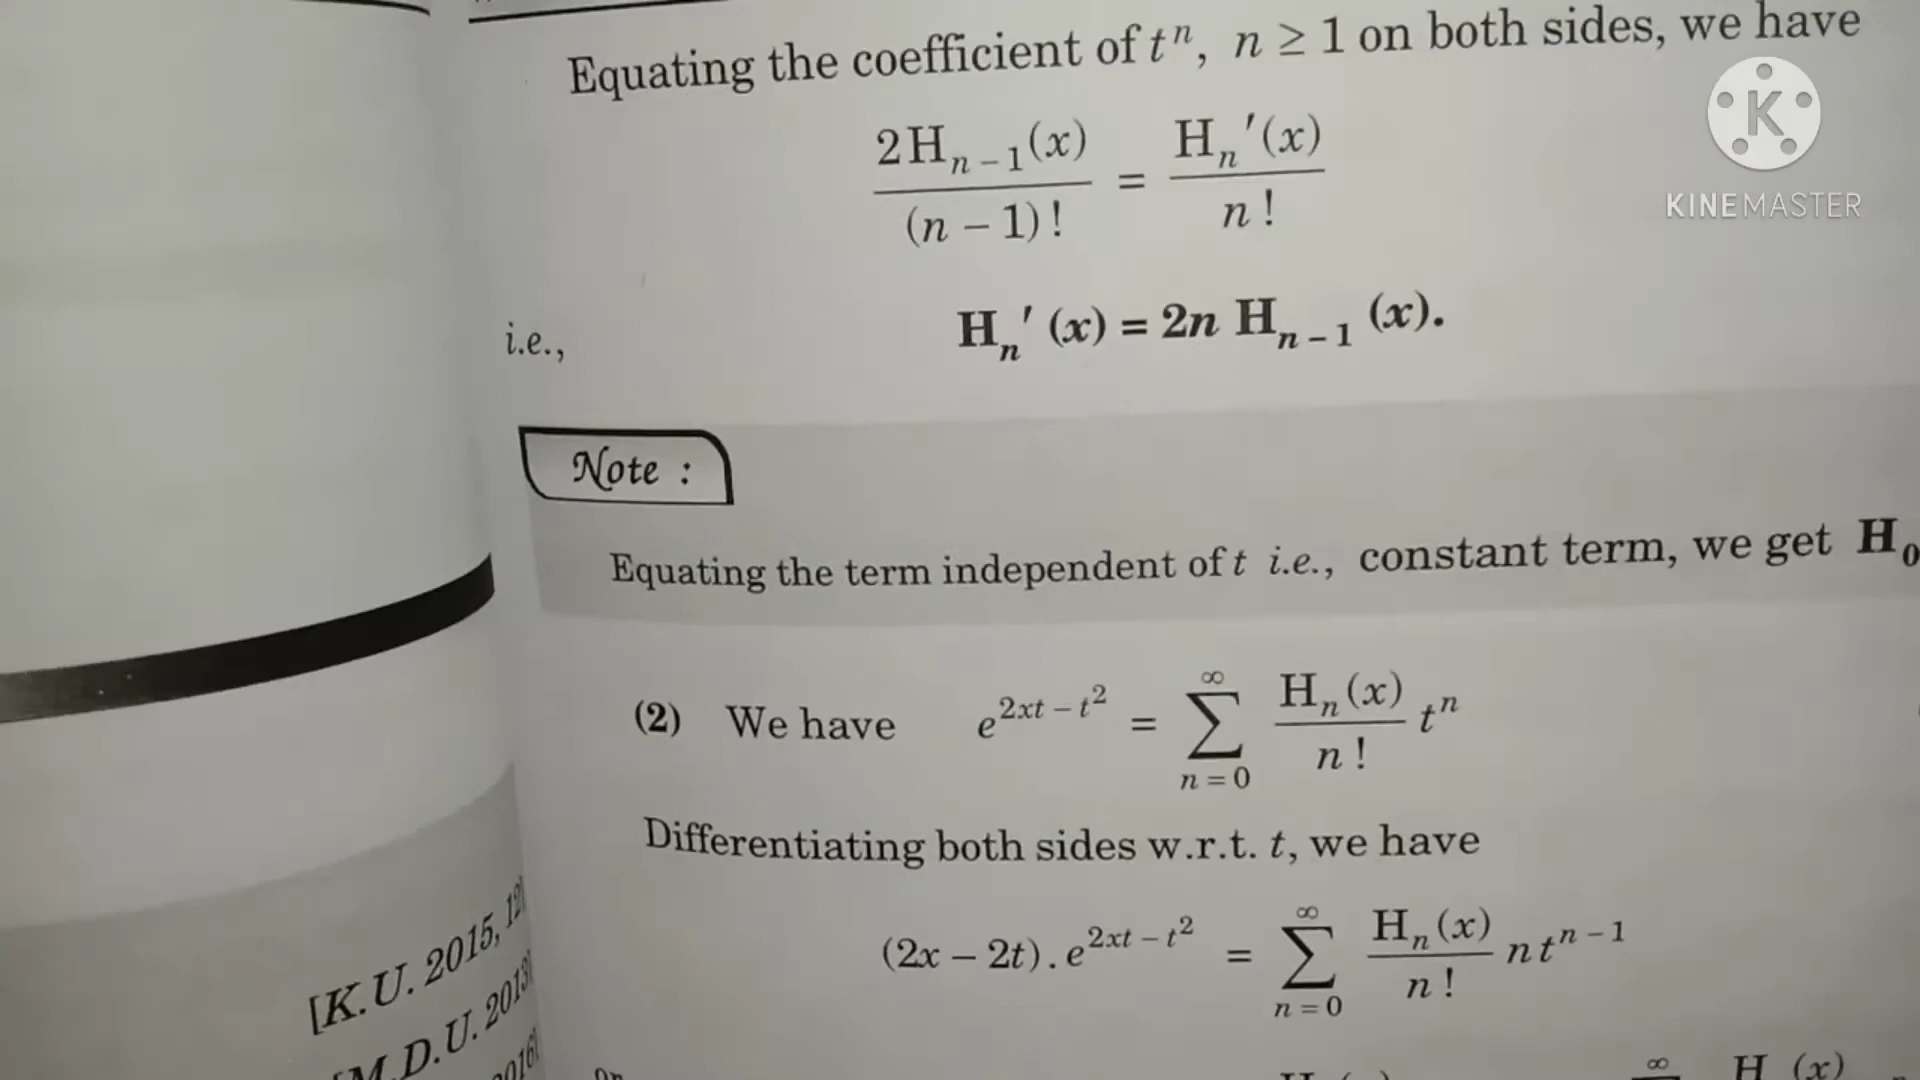 Equating the coefficient of tⁿ, n ≥ 1 on both sides, we have
2Hₙ₋₁(x) / (n – 1)! = Hₙ′(x) / n!
i.e., Hₙ′(x) = 2n Hₙ₋₁(x).
Note :
Equating the term independent of t i.e., constant term, we get H₀
(2) We have e^(2xt – t²) = ∑_(n = 0)^∞ Hₙ(x) / n! tⁿ
Differentiating both sides w.r.t. t, we have
(2x – 2t) . e^(2xt – t²) = ∑_(n = 0)^∞ Hₙ(x) / n! n tⁿ⁻¹
[K.U. 2015, 12
M.D.U. 2013
K
KINEMASTER